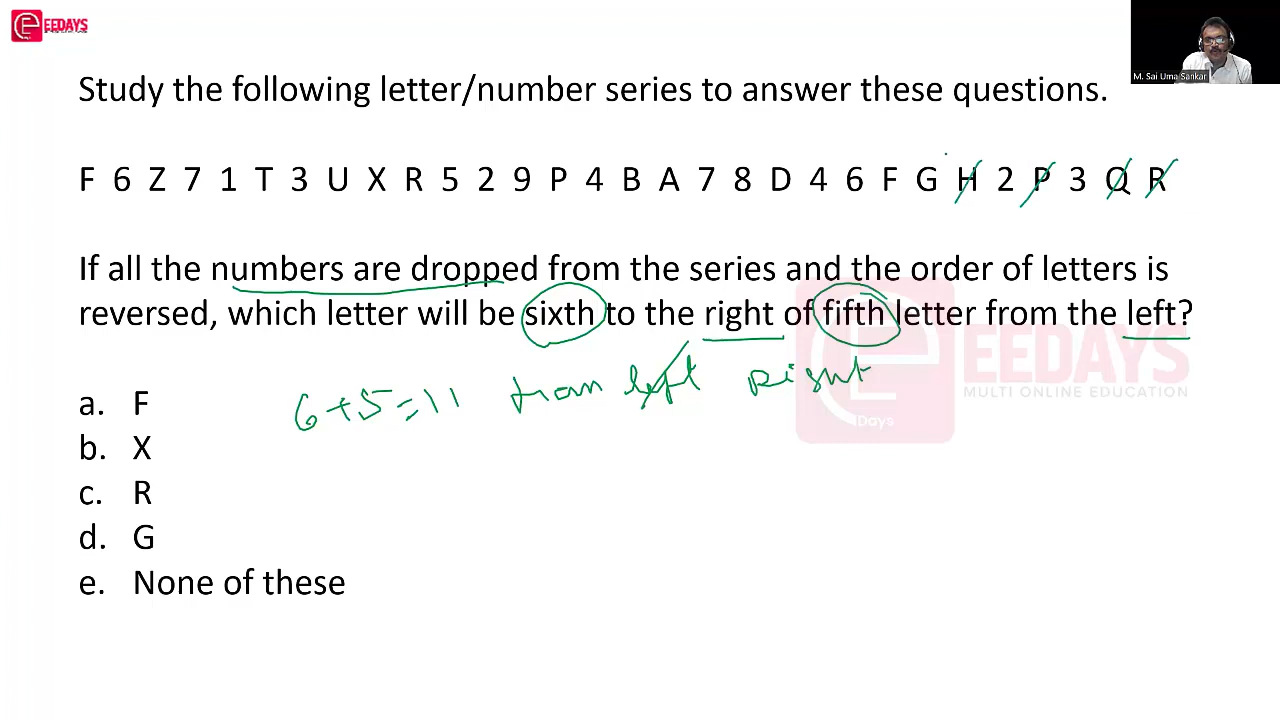 EEDAYS
M. Sai Uma Sankar
Study the following letter/number series to answer these questions.
F 6 Z 7 1 T 3 U X R 5 2 9 P 4 B A 7 8 D 4 6 F G H 2 P 3 Q R
If all the numbers are dropped from the series and the order of letters is
reversed, which letter will be sixth to the right of fifth letter from the left?
EEDAYS
MULTI ONLINE EDUCATION
Days
6+5=11 from left Right
a. F
b. X
c. R
d. G
e. None of these